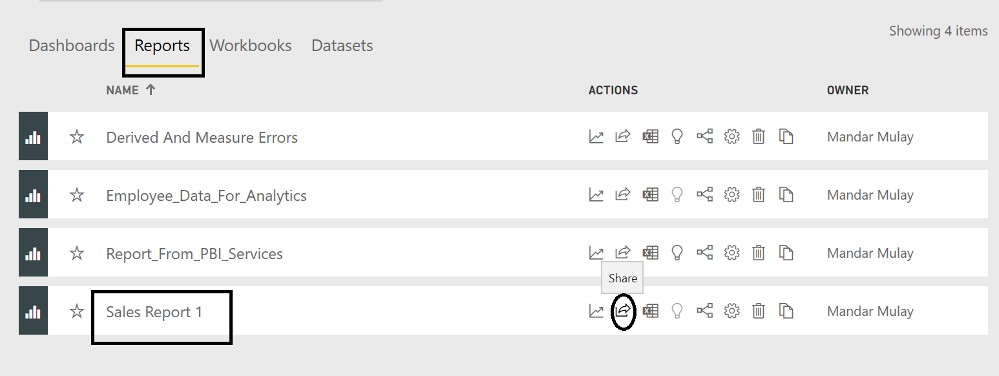 Showing 4 items
Dashboards Reports Workbooks Datasets
NAME ACTIONS OWNER
Derived And Measure Errors Mandar Mulay
Employee_Data_For_Analytics Mandar Mulay
Report_From_PBI_Services Mandar Mulay
Share
Sales Report 1 Mandar Mulay